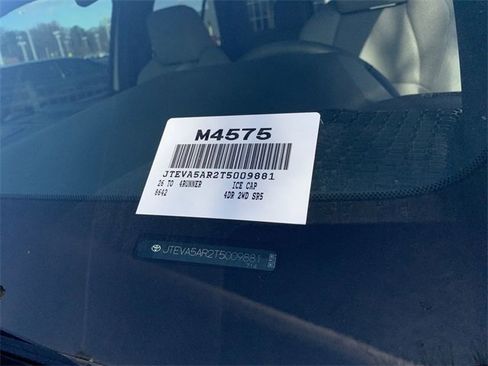 M4575
JTEVA5AR2T5009881
26 TO 4RUNNER ICE CAP
8642 4DR 2WD SR5
JTEVA5AR2T5009881